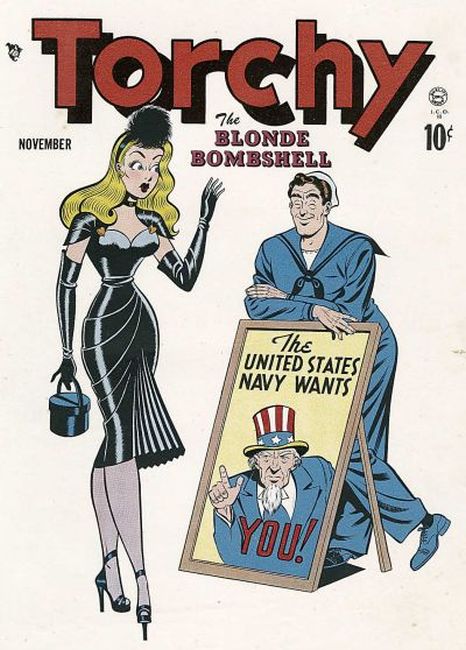 Torchy
The
BLONDE
BOMBSHELL
NOVEMBER
10¢
The
UNITED STATES
NAVY WANTS
YOU!